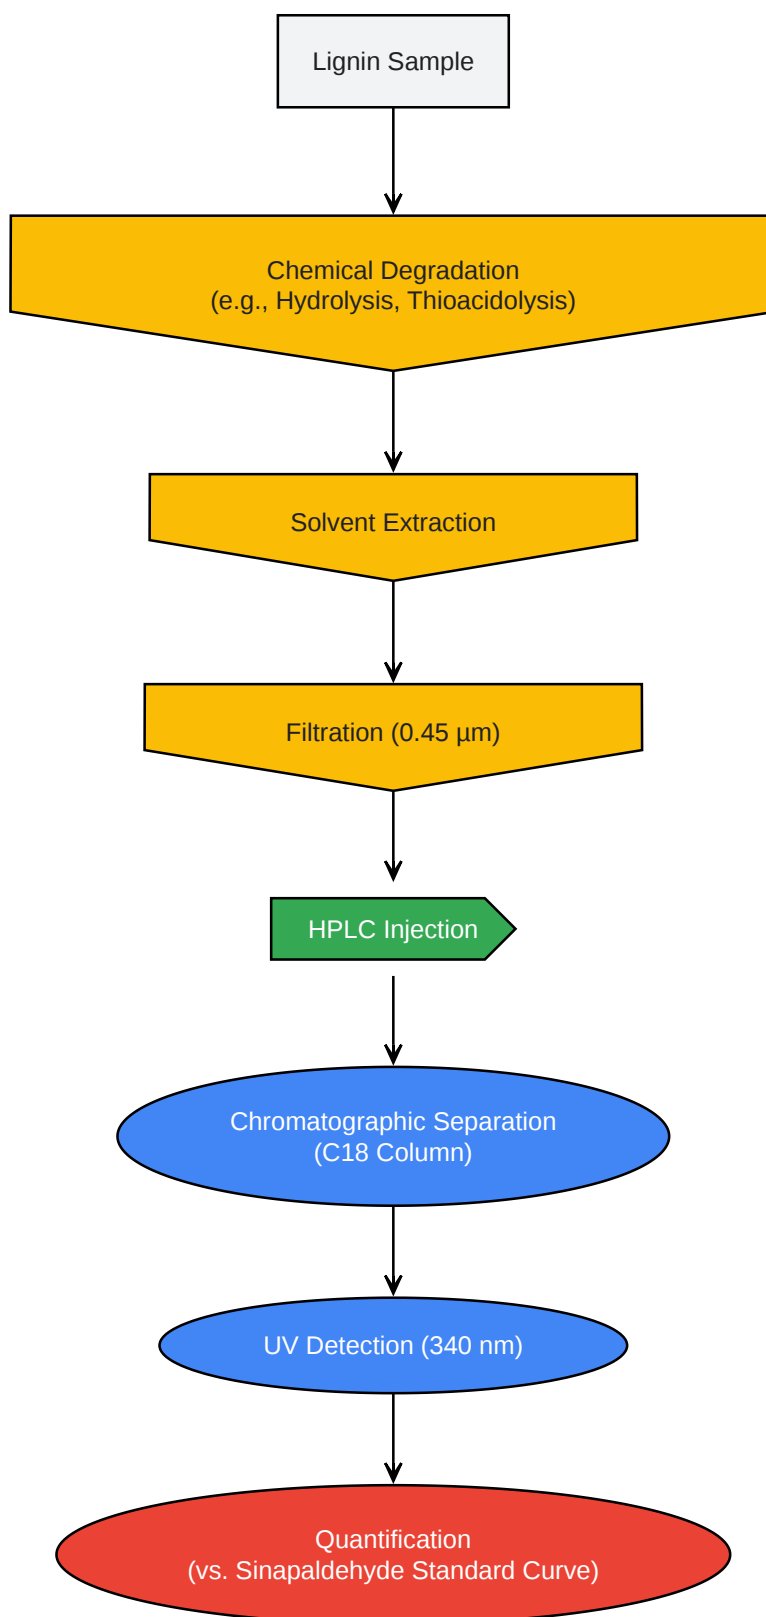 Lignin Sample
Chemical Degradation
(e.g., Hydrolysis, Thioacidolysis)
Solvent Extraction
Filtration (0.45 µm)
HPLC Injection
Chromatographic Separation
(C18 Column)
UV Detection (340 nm)
Quantification
(vs. Sinapaldehyde Standard Curve)